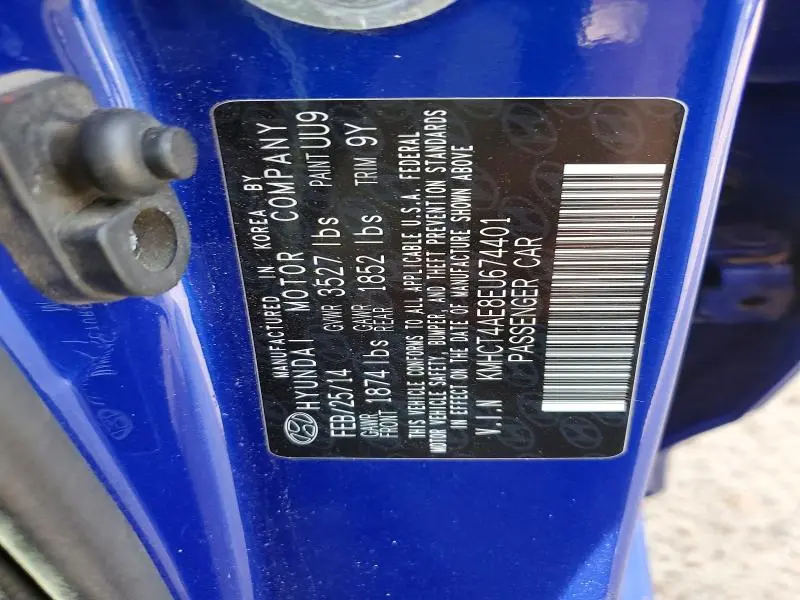 MANUFACTURED IN KOREA BY
HYUNDAI MOTOR COMPANY
FEB/25/14 GVWR 3527 lbs PAINT UU9
GAWR FRONT 1874 lbs GAWR REAR 1852 lbs TRIM 9Y
THIS VEHICLE CONFORMS TO ALL APPLICABLE U.S.A. FEDERAL
MOTOR VEHICLE SAFETY, BUMPER, AND THEFT PREVENTION STANDARDS
IN EFFECT ON THE DATE OF MANUFACTURE SHOWN ABOVE
V.I.N KMHCT4AE8EU674401
PASSENGER CAR